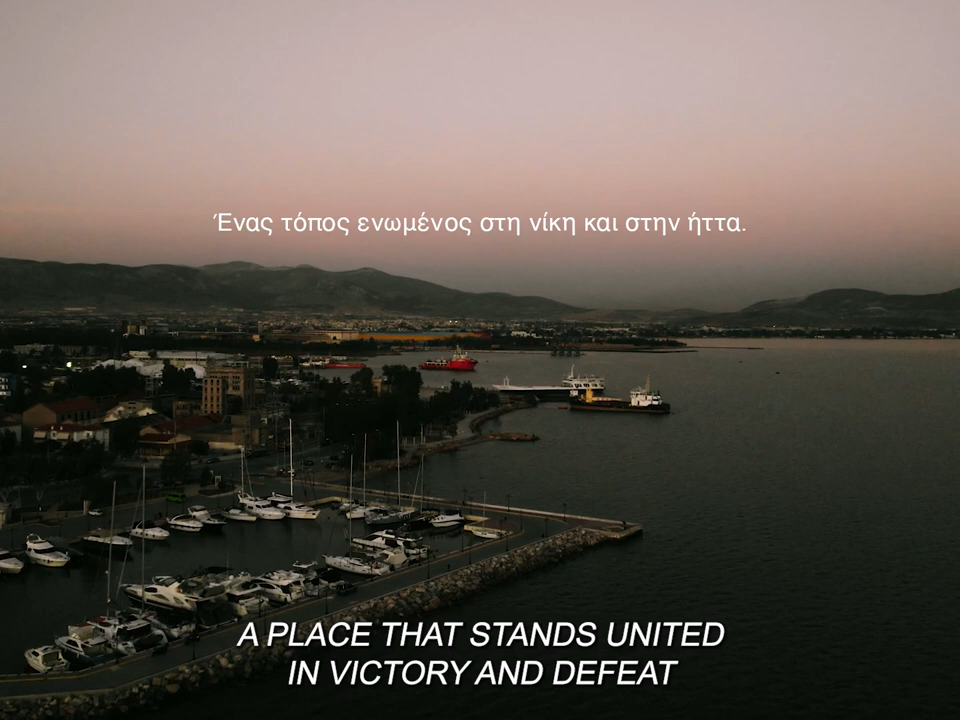 Ένας τόπος ενωμένος στη νίκη και στην ήττα.
A PLACE THAT STANDS UNITED
IN VICTORY AND DEFEAT